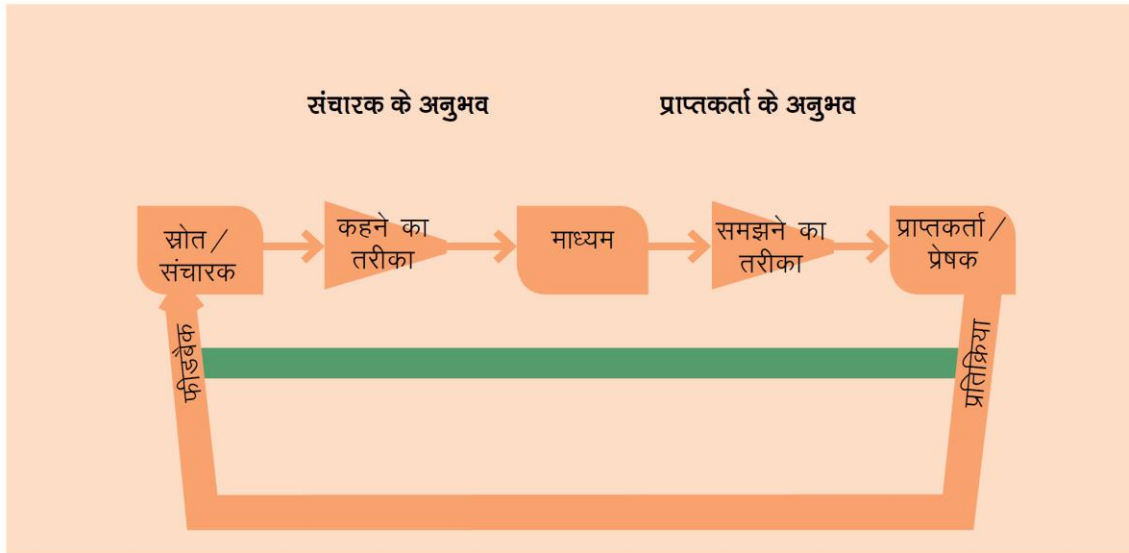 संचारक के अनुभव
प्राप्तकर्ता के अनुभव
स्रोत /
संचारक
कहने का
तरीका
माध्यम
समझने का
तरीका
प्राप्तकर्ता /
प्रेषक
फीडबैक
प्रतिक्रिया